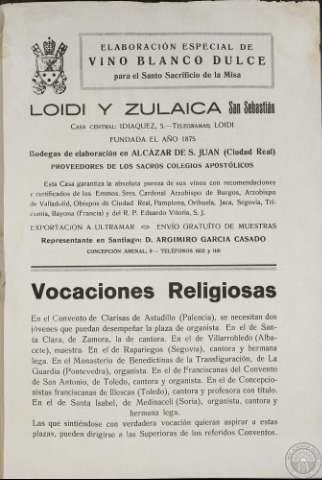 ELABORACIÓN ESPECIAL DE
VINO BLANCO DULCE
para el Santo Sacrificio de la Misa
LOIDI Y ZULAICA San Sebastián
CASA CENTRAL: IDIAQUEZ, 5.—TELEGRAMAS, LOIDI
FUNDADA EL AÑO 1875
Bodegas de elaboración en ALCÁZAR DE S. JUAN (Ciudad Real)
PROVEEDORES DE LOS SACROS COLEGIOS APOSTÓLICOS
Esta Casa garantiza la absoluta pureza de sus vinos con recomendaciones
y certificados de los Emmos. Sres. Cardenal Arzobispo de Burgos, Arzobispo
de Valladolid, Obispos de Ciudad Real, Pamplona, Orihuela, Jaca, Segovia,
Bayona (Francia) y del R. P. Eduardo Vitoria, S. J.
EXPORTACIÓN A ULTRAMAR ENVÍO GRATUÍTO DE MUESTRAS
Representante en Santiago: D. ARGIMIRO GARCIA CASADO
CONCEPCIÓN ARENAL, TELÉFONOS
Vocaciones Religiosas
En el Convento de Clarisas de Astudillo (Palencia), se necesitan dos
jóvenes que puedan desempeñar la plaza de organista. En el de San-
ta Clara, de Zamora, la de cantora. En el de Villarrobledo (Alba-
cete), maestra. En el de Rapariegos (Segovia), cantora y hermana
lega. En el Monasterio de Benedictinas de la Transfiguración, de La
Guardia (Pontevedra), organista. En el de Franciscanas del Convento
de San Antonio, de Toledo, cantora y organista. En el de Concepcio-
nistas franciscanas de Illescas (Toledo), cantora y profesora con título.
En el de Santa Isabel, de Medinaceli (Soria), organista, cantora y
hermana lega.
Las que sintiéndose con verdadera vocación quieran aspirar a estas
plazas, pueden dirigirse a las Superioras de los referidos Conventos.